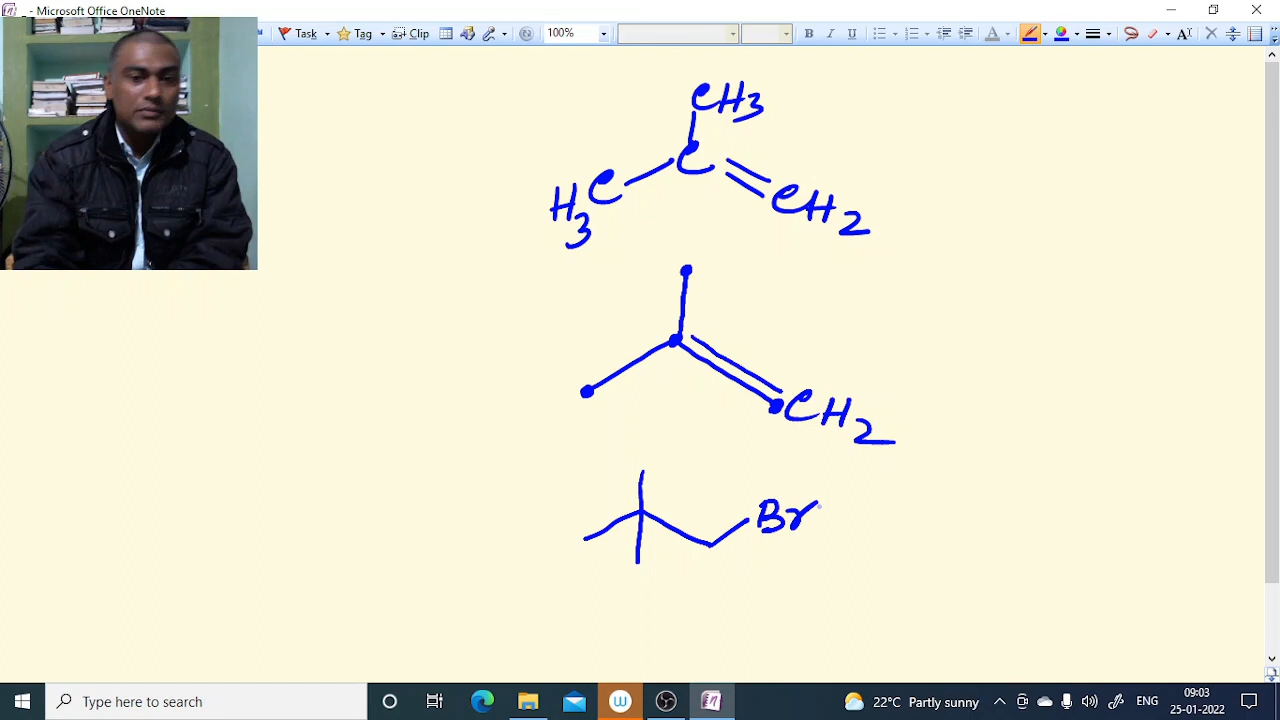 - Microsoft Office OneNote
Task Tag Clip 100% B I U A A
CH3
H3C C CH2
CH2
Br
Type here to search
22°C Partly sunny ENG 09:03
25-01-2022